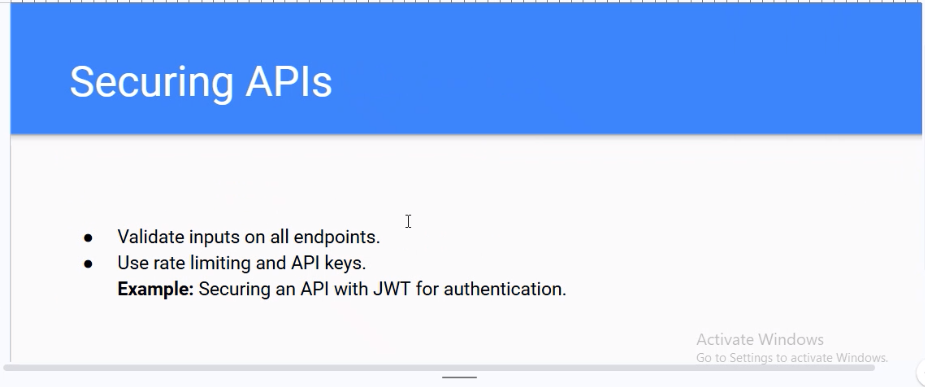 Securing APIs
● Validate inputs on all endpoints.
● Use rate limiting and API keys.
Example: Securing an API with JWT for authentication.
Activate Windows
Go to Settings to activate Windows.